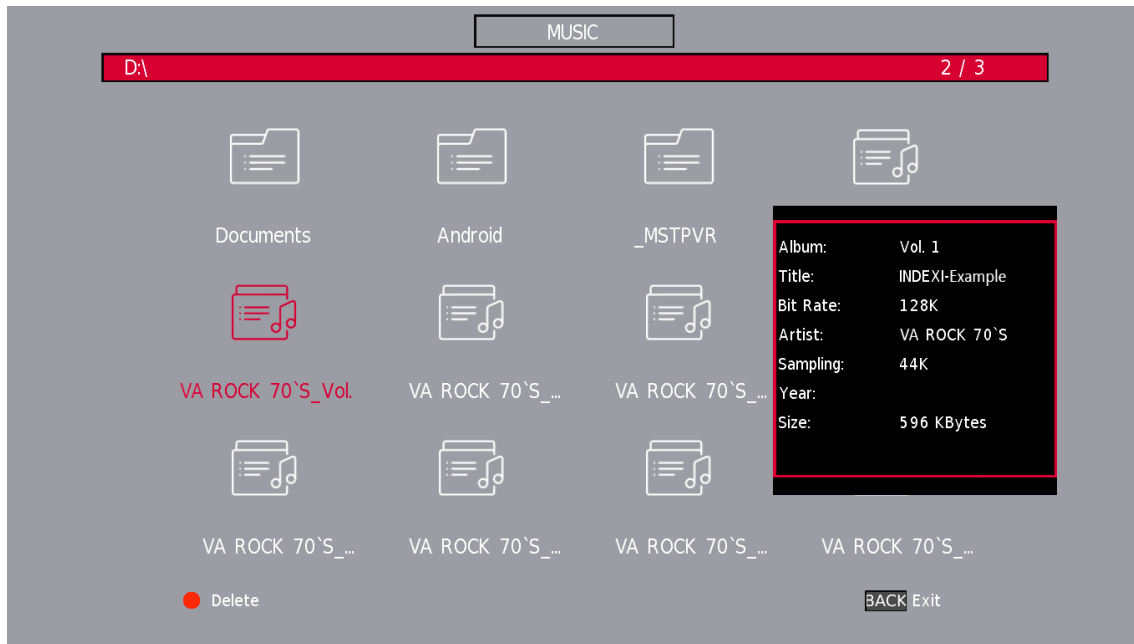 MUSIC
D:\ 2 / 3
Documents Android _MSTPVR
Album: Vol. 1
Title: INDEXI-Example
Bit Rate: 128K
Artist: VA ROCK 70`S
Sampling: 44K
Year:
Size: 596 KBytes
VA ROCK 70`S_Vol. VA ROCK 70`S_... VA ROCK 70`S_...
VA ROCK 70`S_... VA ROCK 70`S_... VA ROCK 70`S_... VA ROCK 70`S_...
Delete BACK Exit